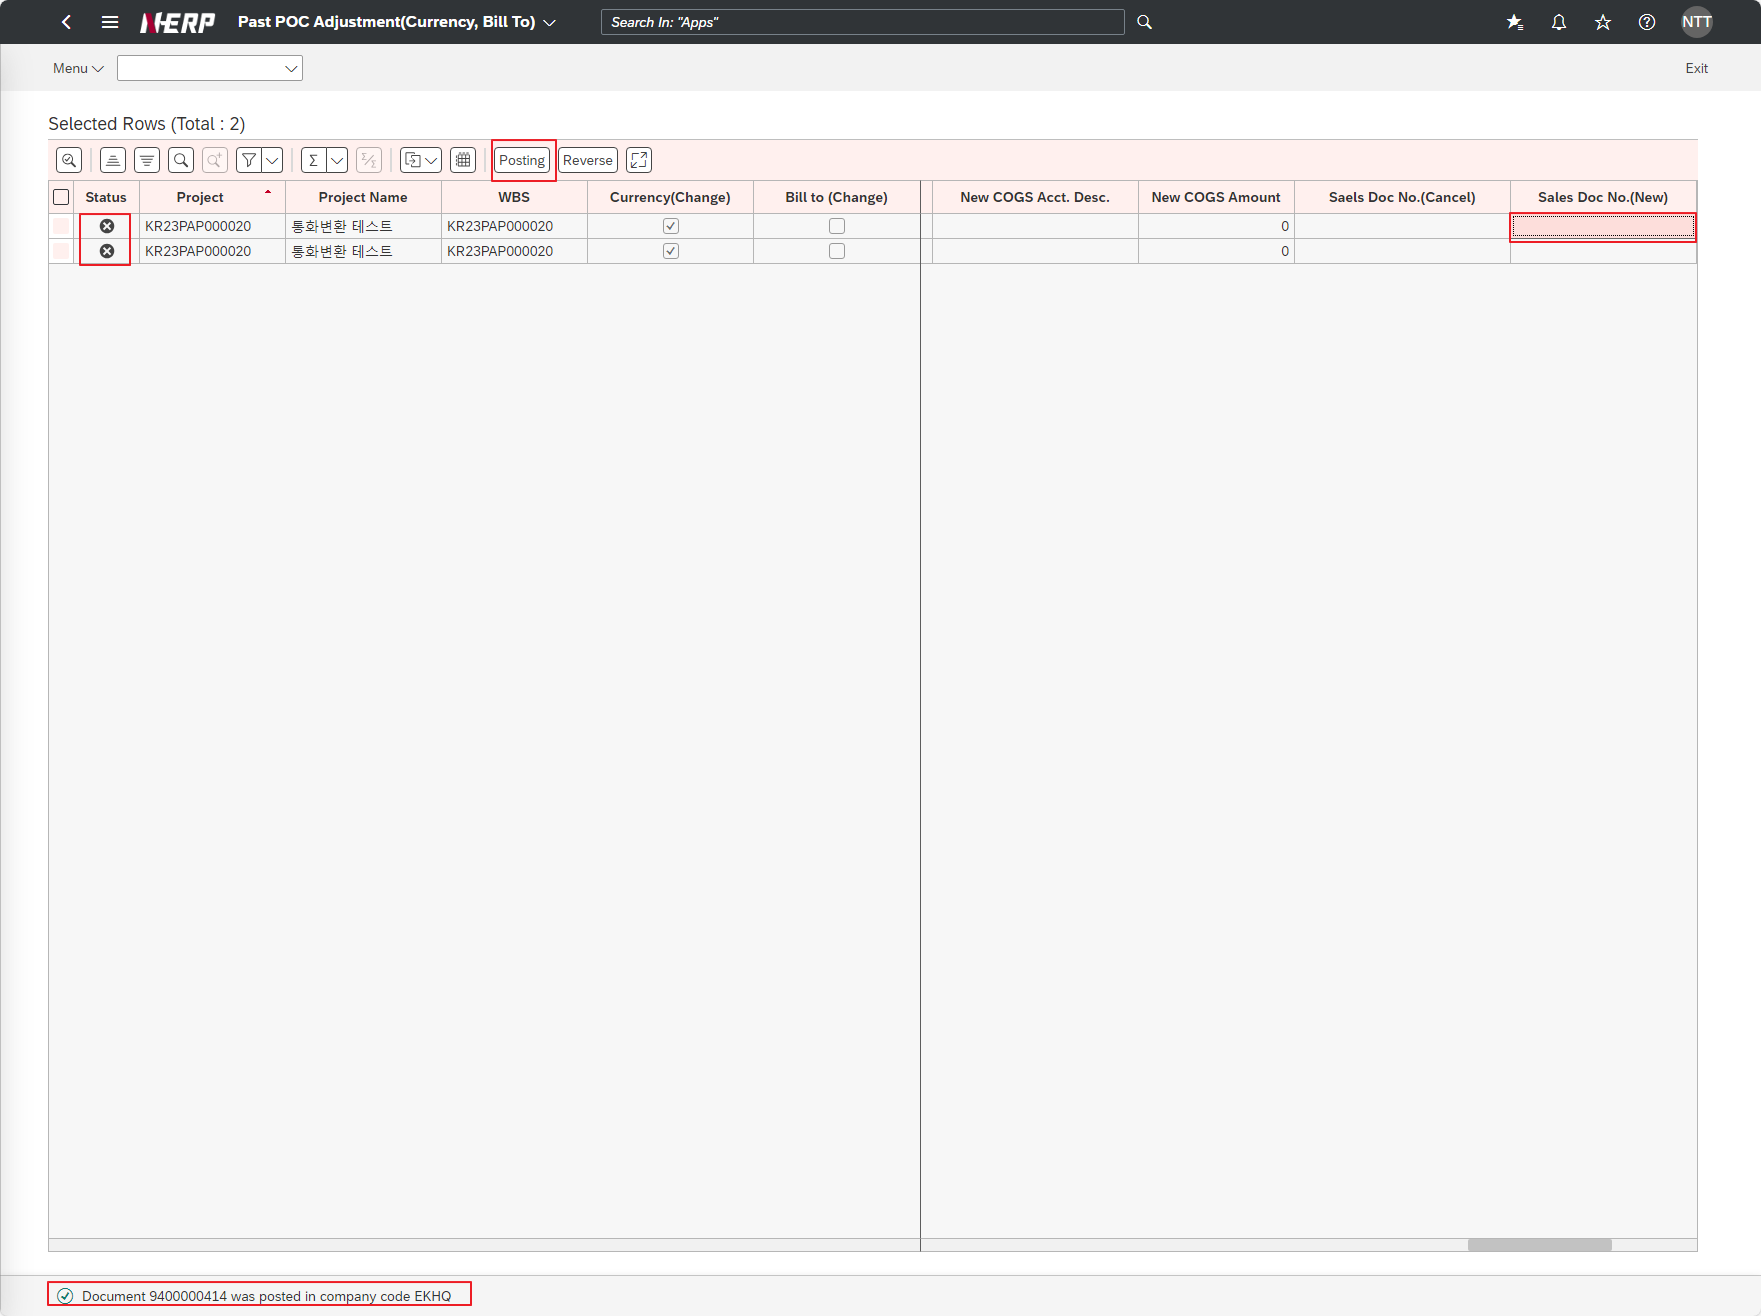 HERP Past POC Adjustment(Currency, Bill To) Search In: "Apps" NTT
Menu Exit
Selected Rows (Total : 2)
Posting Reverse
Status Project Project Name WBS Currency(Change) Bill to (Change) New COGS Acct. Desc. New COGS Amount Saels Doc No.(Cancel) Sales Doc No.(New)
KR23PAP000020 통화변환 테스트 KR23PAP000020 0
KR23PAP000020 통화변환 테스트 KR23PAP000020 0
Document 9400000414 was posted in company code EKHQ